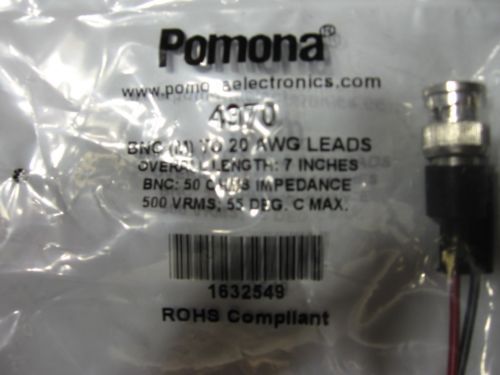 Pomona®
www.pomonaelectronics.com
4970
BNC (M) TO 20 AWG LEADS
OVERALL LENGTH: 7 INCHES
BNC: 50 OHMS IMPEDANCE
500 VRMS, 55 DEG. C MAX.
1632549
ROHS Compliant